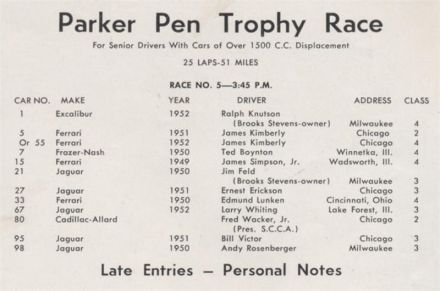 Parker Pen Trophy Race
For Senior Drivers With Cars of Over 1500 C.C. Displacement
25 LAPS-51 MILES
RACE NO. 5—3:45 P.M.
CAR NO. MAKE YEAR DRIVER ADDRESS CLASS
1 Excalibur 1952 Ralph Knutson
(Brooks Stevens-owner) Milwaukee 4
5 Ferrari 1951 James Kimberly Chicago 2
Or 55 Ferrari 1952 James Kimberly Chicago 4
7 Frazer-Nash Ted Boynton Winnetka, Ill. 4
15 Ferrari 1949 James Simpson, Jr. Wadsworth, Ill. 4
21 Jaguar 1950 Jim Feld
(Brooks Stevens-owner) Milwaukee 3
27 Jaguar 1951 Ernest Erickson Chicago 3
33 Ferrari 1950 Edmund Lunken Cincinnati, Ohio 4
67 Jaguar 1952 Larry Whiting Lake Forest, Ill. 3
80 Cadillac-Allard Fred Wacker, Jr. Chicago 2
(Pres. S.C.C.A.)
95 Jaguar 1951 Bill Victor Chicago 3
98 Jaguar 1950 Andy Rosenberger Milwaukee 3
Late Entries — Personal Notes